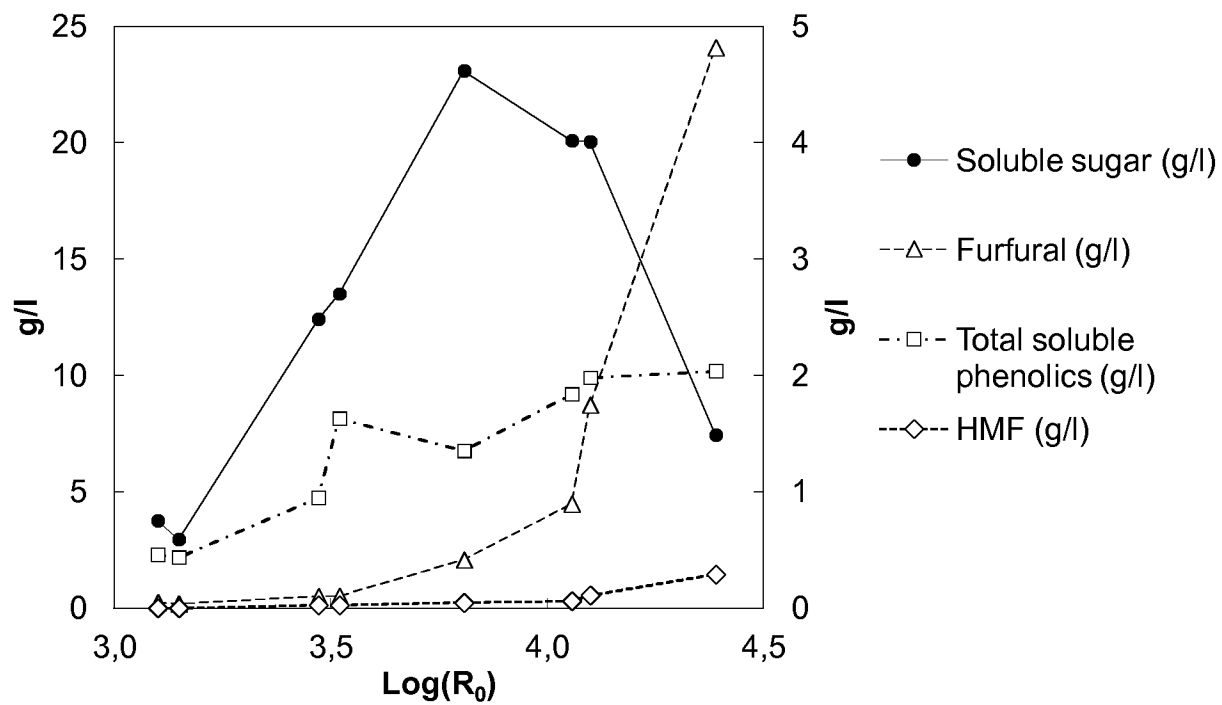 25
20
15
10
5
0
g/l
3,0
3,5
4,0
4,5
Log(R₀)
5
4
3
2
1
0
g/l
Soluble sugar (g/l)
Furfural (g/l)
Total soluble
phenolics (g/l)
HMF (g/l)